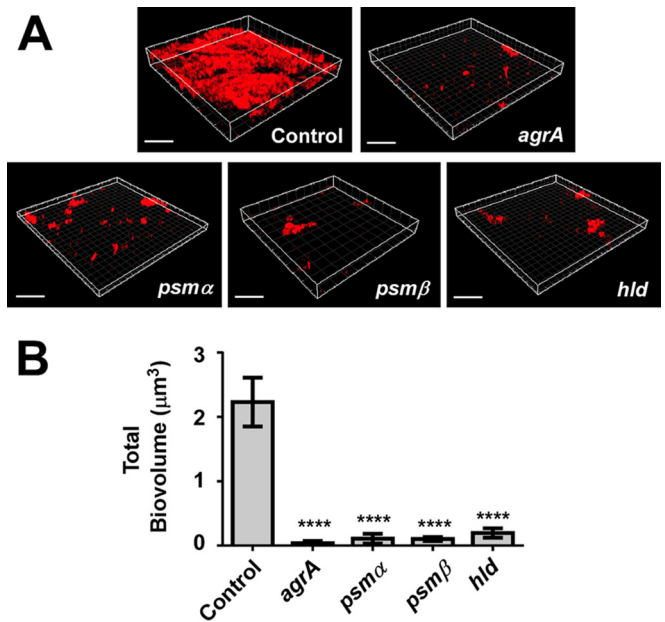 A
Control
agrA
psmα
psmβ
hld
B
Total
Biovolume (μm³)
3
2
1
0
****
****
****
****
Control
agrA
psmα
psmβ
hld